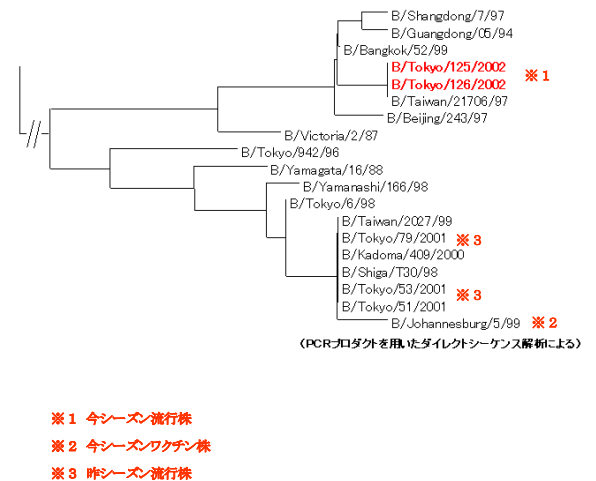 B/Shangdong/7/97
B/Guangdong/05/94
B/Bangkok/52/99
B/Tokyo/125/2002
※1
B/Tokyo/126/2002
B/Taiwan/21706/97
B/Beijing/243/97
B/Victoria/2/87
B/Tokyo/942/96
B/Yamagata/16/88
B/Yamanashi/166/98
B/Tokyo/6/98
B/Taiwan/2027/99
B/Tokyo/79/2001 ※3
B/Kadoma/409/2000
B/Shiga/T30/98
B/Tokyo/53/2001 ※3
B/Tokyo/51/2001
B/Johannesburg/5/99 ※2
（PCRプロダクトを用いたダイレクトシーケンス解析による）
※1 今シーズン流行株
※2 今シーズンワクチン株
※3 昨シーズン流行株